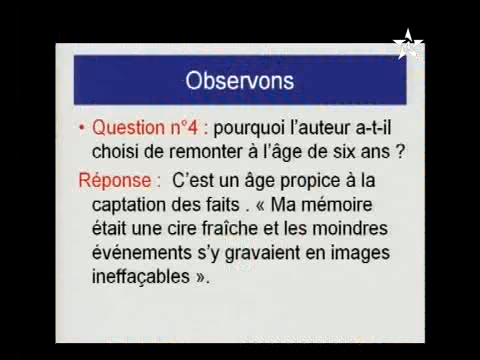 Observons
• Question n°4 : pourquoi l'auteur a-t-il
choisi de remonter à l'âge de six ans ?
Réponse : C'est un âge propice à la
captation des faits . « Ma mémoire
était une cire fraîche et les moindres
événements s'y gravaient en images
ineffaçables ».